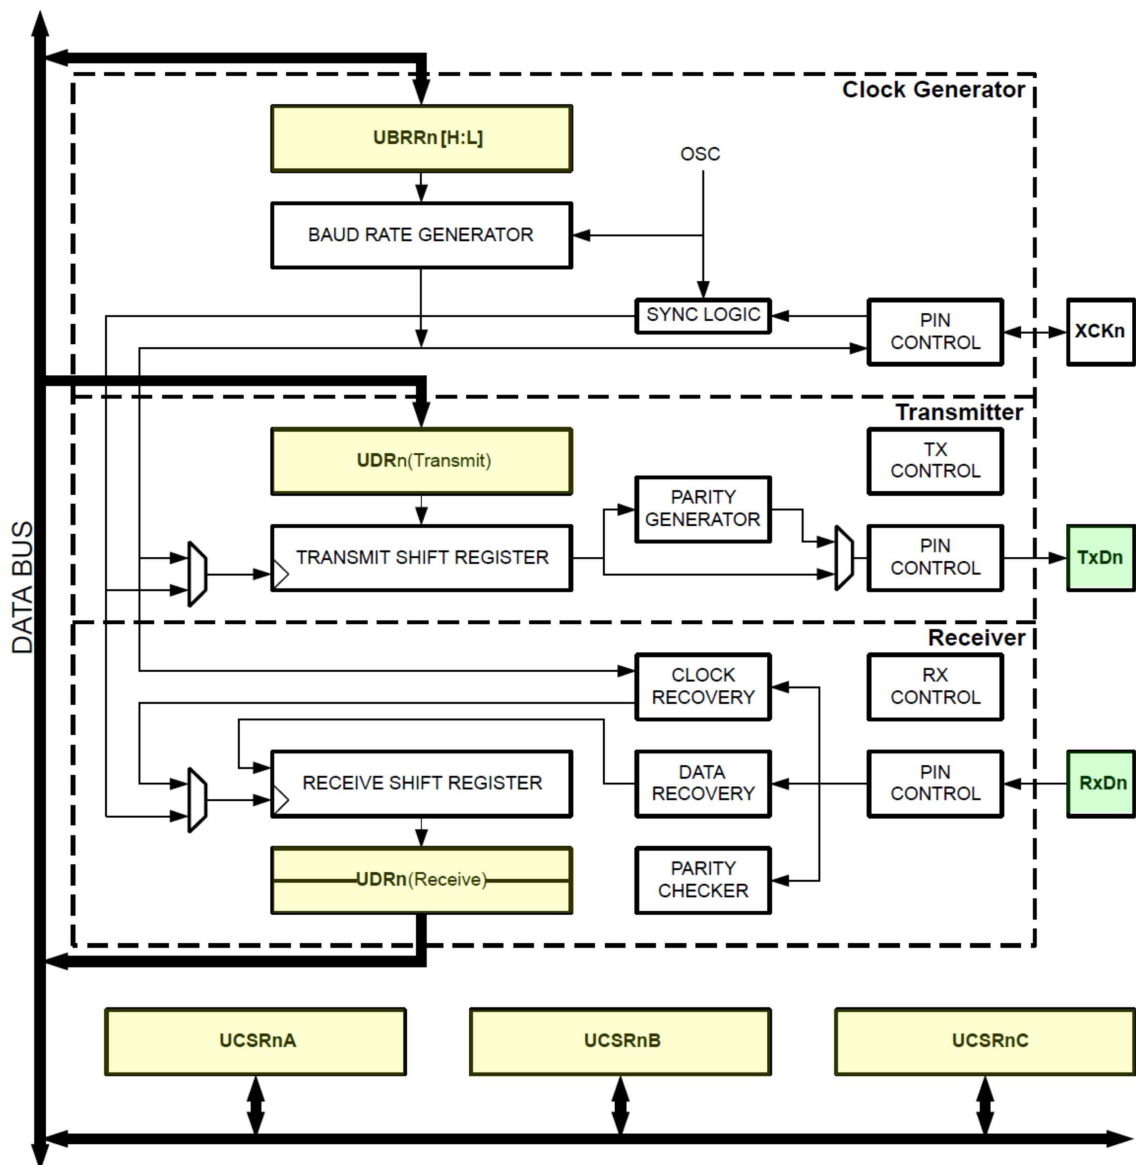 Clock Generator
UBRRn [H:L]
OSC
BAUD RATE GENERATOR
SYNC LOGIC
PIN
CONTROL
XCKn
Transmitter
UDRn(Transmit)
TX
CONTROL
PARITY
GENERATOR
TRANSMIT SHIFT REGISTER
PIN
CONTROL
TxDn
DATA BUS
Receiver
CLOCK
RECOVERY
RX
CONTROL
RECEIVE SHIFT REGISTER
DATA
RECOVERY
PIN
CONTROL
RxDn
UDRn(Receive)
PARITY
CHECKER
UCSRnA
UCSRnB
UCSRnC